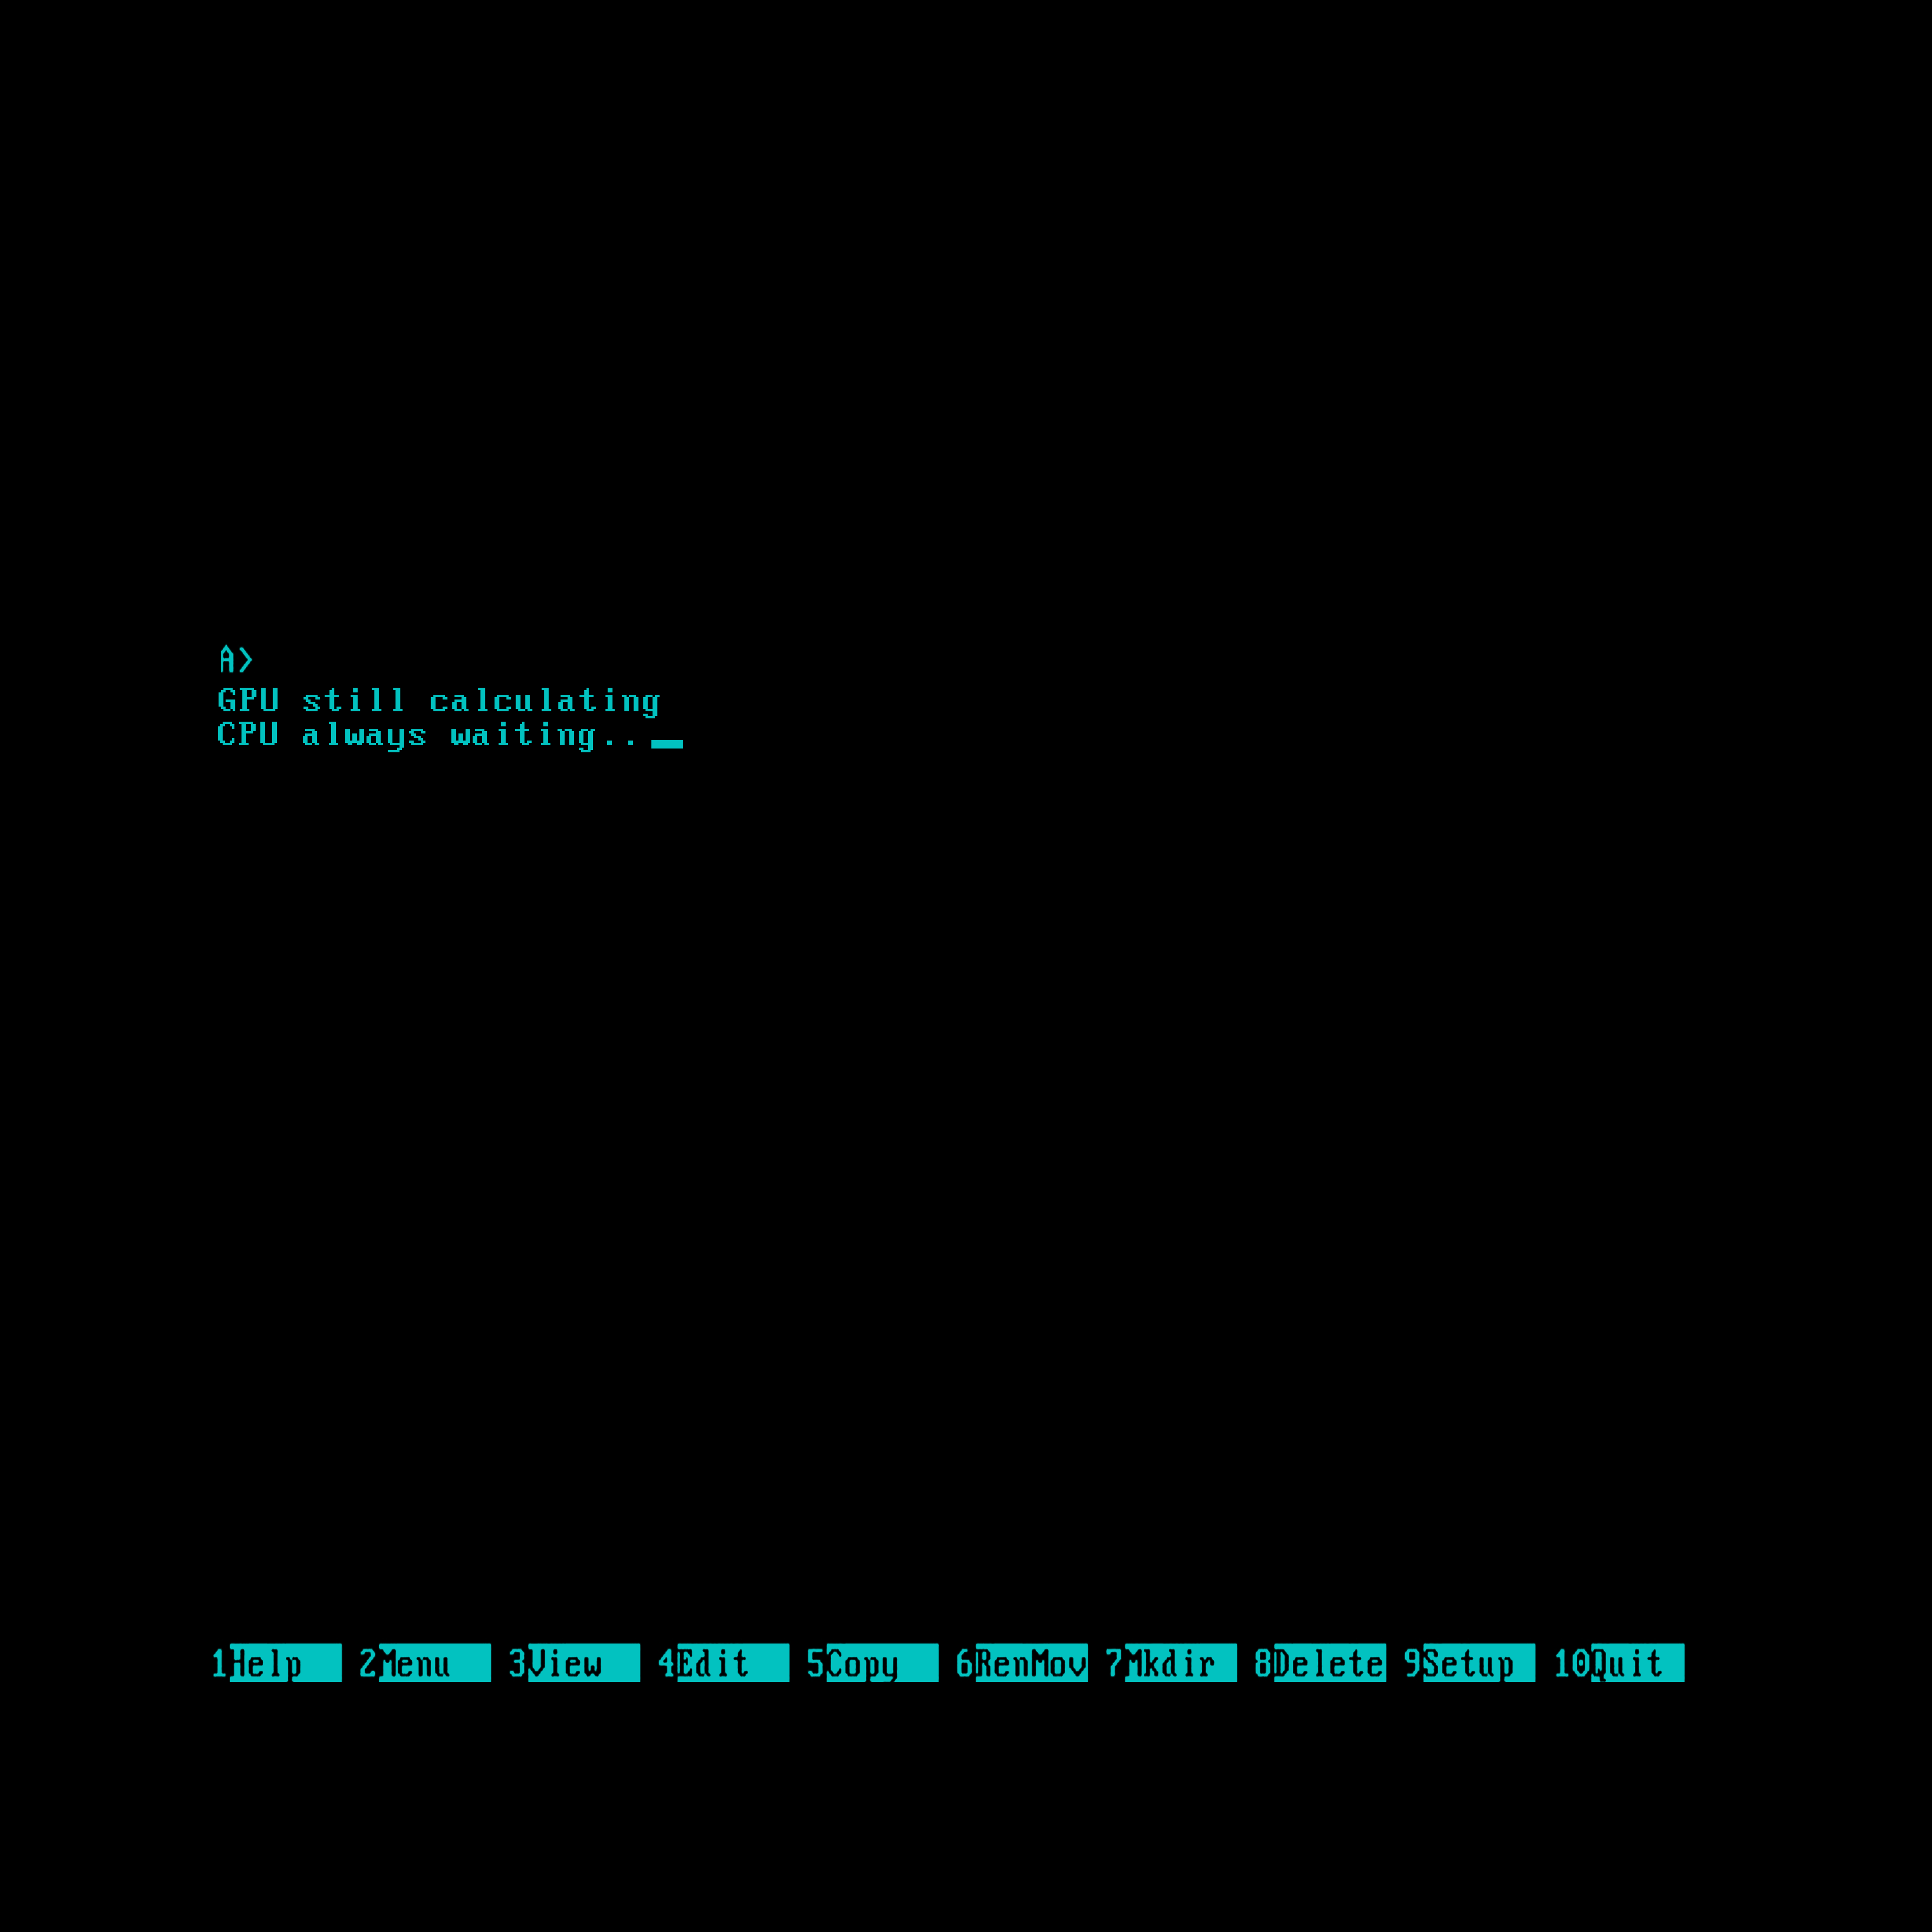 A>
GPU still calculating
CPU always waiting..
1Help 2Menu 3View 4Edit 5Copy 6RenMov 7Mkdir 8Delete 9Setup 10Quit